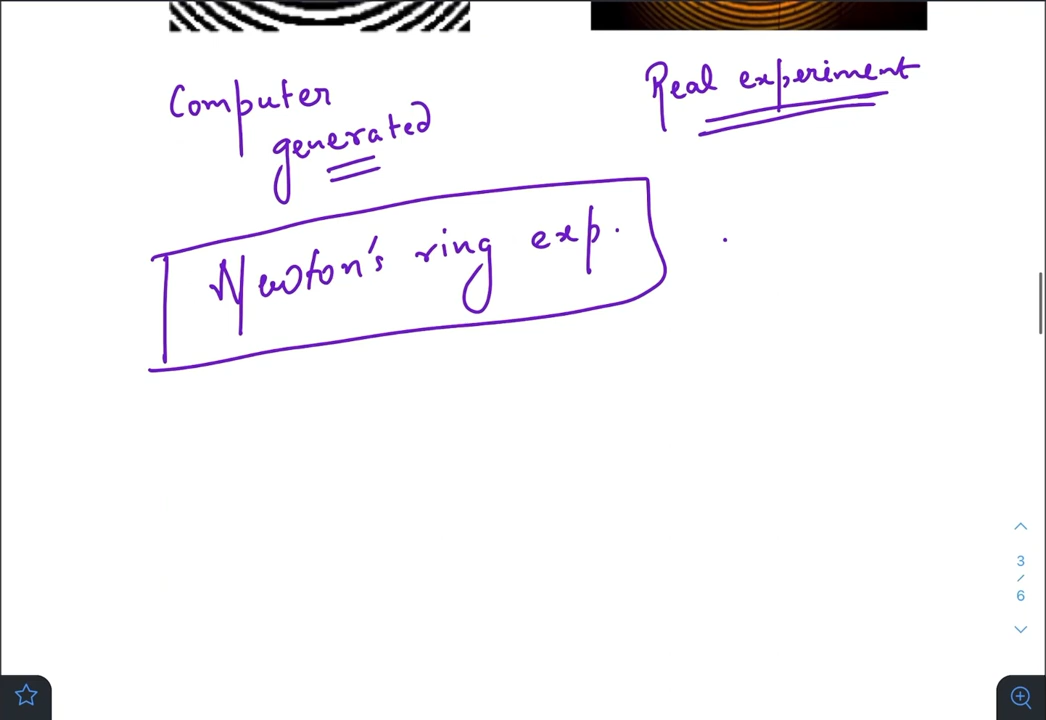 Computer
generated
Real experiment
Newton's ring exp.
3
/
6